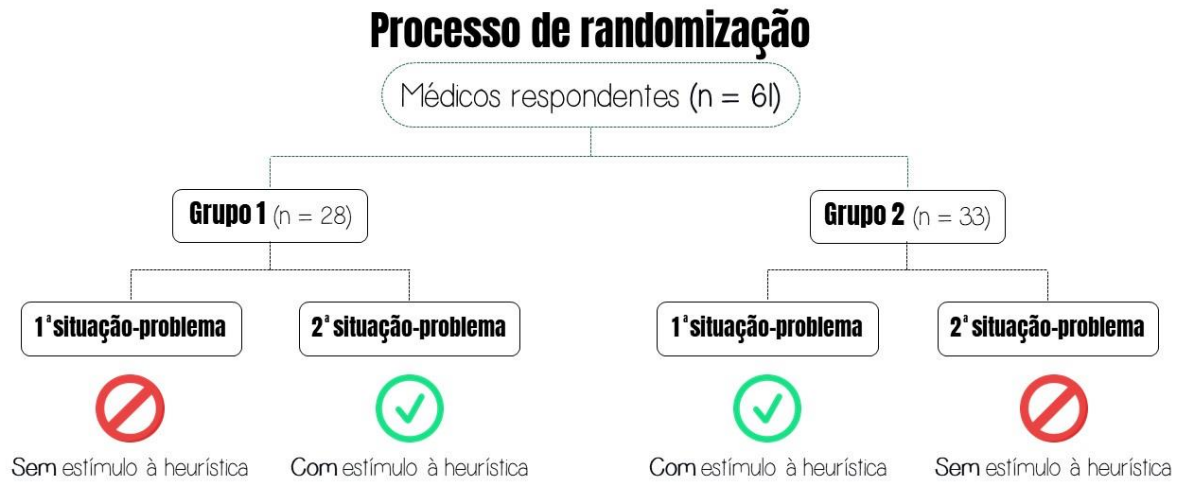 Processo de randomização
Médicos respondentes (n = 61)
Grupo 1 (n = 28)
Grupo 2 (n = 33)
1ª situação-problema
2ª situação-problema
1ª situação-problema
2ª situação-problema
Sem estímulo à heurística
Com estímulo à heurística
Com estímulo à heurística
Sem estímulo à heurística